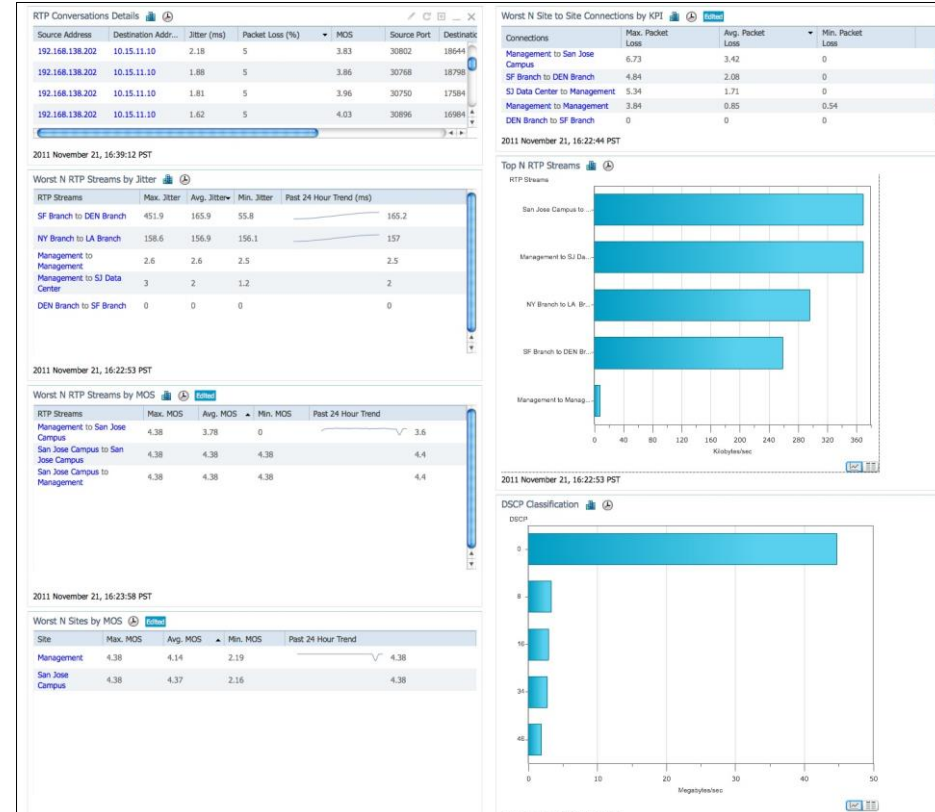 RTP Conversations Details
Source Address Destination Addr... Jitter (ms) Packet Loss (%) MOS Source Port Destinatic
192.168.138.202 10.15.11.10 2.18 5 3.83 30802 18644
192.168.138.202 10.15.11.10 1.88 5 3.86 30768 18798
192.168.138.202 10.15.11.10 1.81 5 3.96 30750 17584
192.168.138.202 10.15.11.10 1.62 5 4.03 30896 16984
2011 November 21, 16:39:12 PST
Worst N RTP Streams by Jitter
RTP Streams Max. Jitter Avg. Jitter Min. Jitter Past 24 Hour Trend (ms)
SF Branch to DEN Branch 451.9 165.9 55.8 165.2
NY Branch to LA Branch 158.6 156.9 156.1 157
Management to
Management 2.6 2.6 2.5 2.5
Management to SJ Data
Center 3 2 1.2 2
DEN Branch to SF Branch 0 0 0 0
2011 November 21, 16:22:53 PST
Worst N RTP Streams by MOS Edited
RTP Streams Max. MOS Avg. MOS Min. MOS Past 24 Hour Trend
Management to San Jose
Campus 4.38 3.78 0 3.6
San Jose Campus to San
Jose Campus 4.38 4.38 4.38 4.4
San Jose Campus to
Management 4.38 4.38 4.38 4.4
2011 November 21, 16:23:58 PST
Worst N Sites by MOS Edited
Site Max. MOS Avg. MOS Min. MOS Past 24 Hour Trend
Management 4.38 4.14 2.19 4.38
San Jose
Campus 4.38 4.37 2.16 4.38
Worst N Site to Site Connections by KPI Edited
Connections Max. Packet Loss Avg. Packet Loss Min. Packet Loss
Management to San Jose
Campus 6.73 3.42 0
SF Branch to DEN Branch 4.84 2.08 0
SJ Data Center to Management 5.34 1.71 0
Management to Management 3.84 0.85 0.54
DEN Branch to SF Branch 0 0 0
2011 November 21, 16:22:44 PST
Top N RTP Streams
RTP Streams
San Jose Campus to ...
Management to SJ Da...
NY Branch to LA Br...
SF Branch to DEN Br...
Management to Manag...
0 40 80 120 160 200 240 280 320 360
Kilobytes/sec
2011 November 21, 16:22:53 PST
DSCP Classification
DSCP
0
8
16
34
48
0 10 20 30 40 50
Megabytes/sec